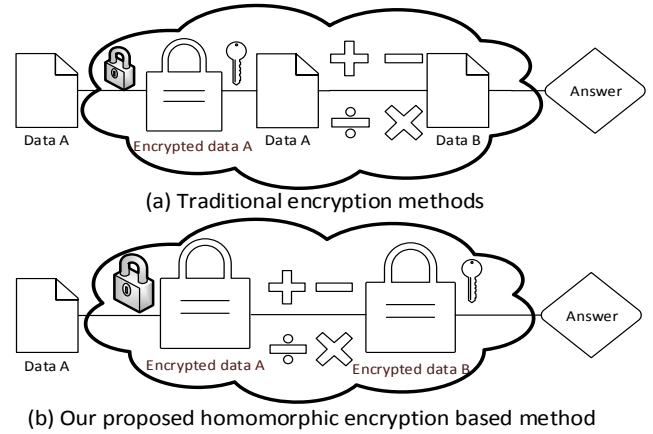 Answer
Data A
Data A
Data B
Encrypted data A
(a) Traditional encryption methods
Answer
Data A
Encrypted data A
Encrypted data B
(b) Our proposed homomorphic encryption based method